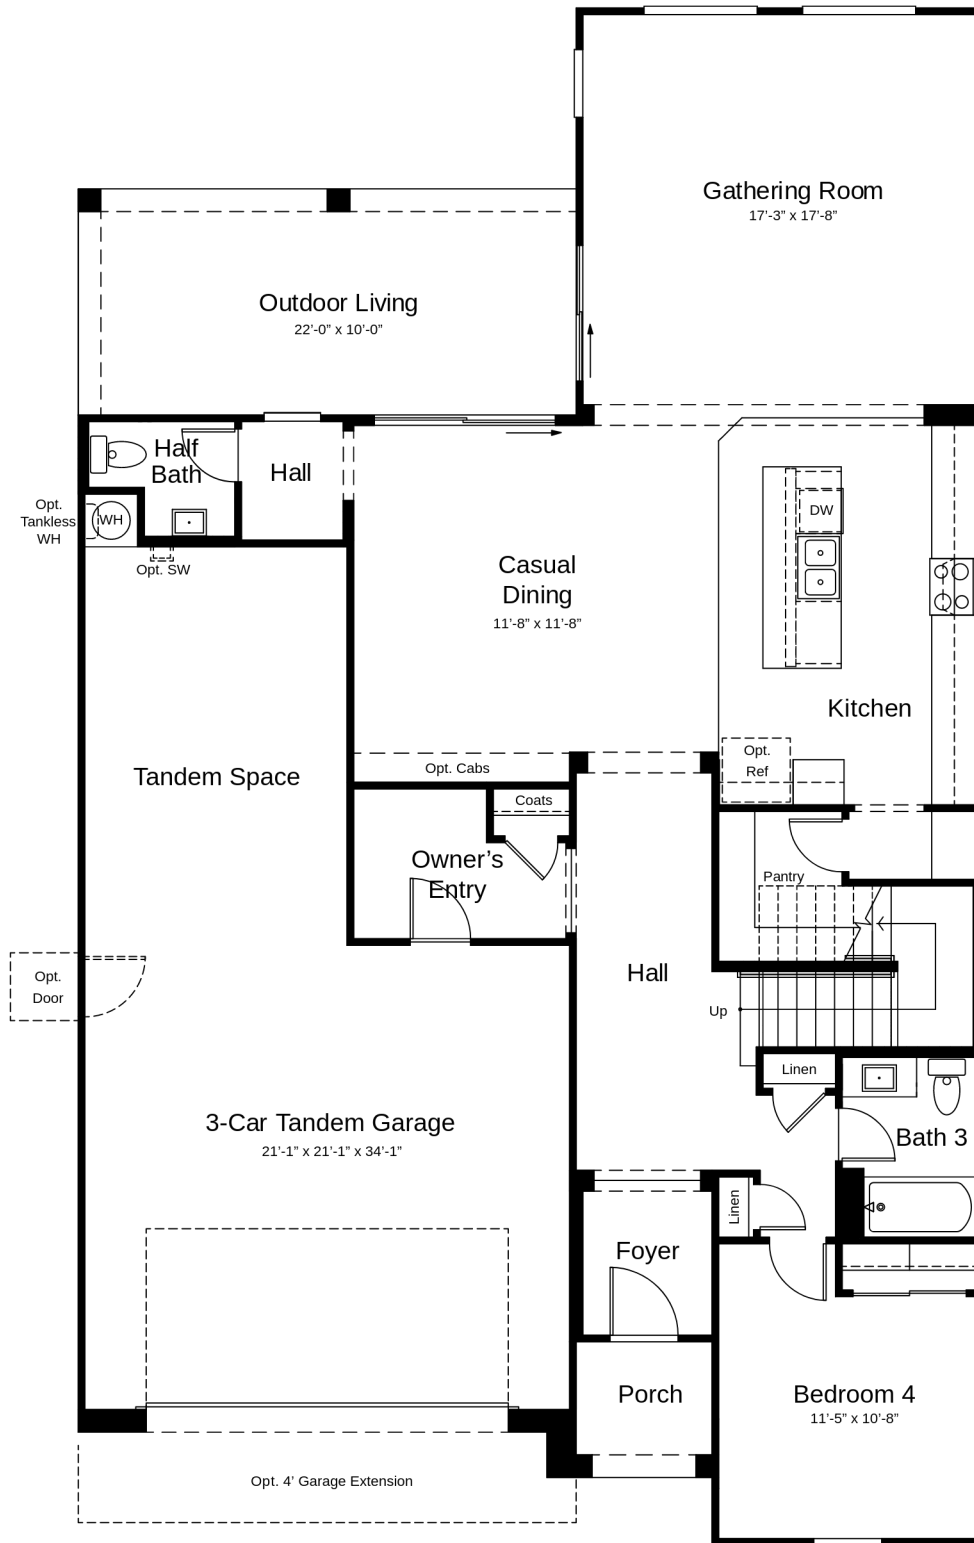 Gathering Room
17’-3” x 17’-8”
Outdoor Living
22’-0” x 10’-0”
Half
Bath
Hall
Opt.
Tankless
WH
WH
Opt. SW
DW
Casual
Dining
11’-8” x 11’-8”
Kitchen
Opt.
Ref
Opt. Cabs
Tandem Space
Coats
Owner’s
Entry
Pantry
Opt.
Door
Hall
Up
Linen
3-Car Tandem Garage
21’-1” x 21’-1” x 34’-1”
Bath 3
Linen
Foyer
Porch
Bedroom 4
11’-5” x 10’-8”
Opt. 4’ Garage Extension